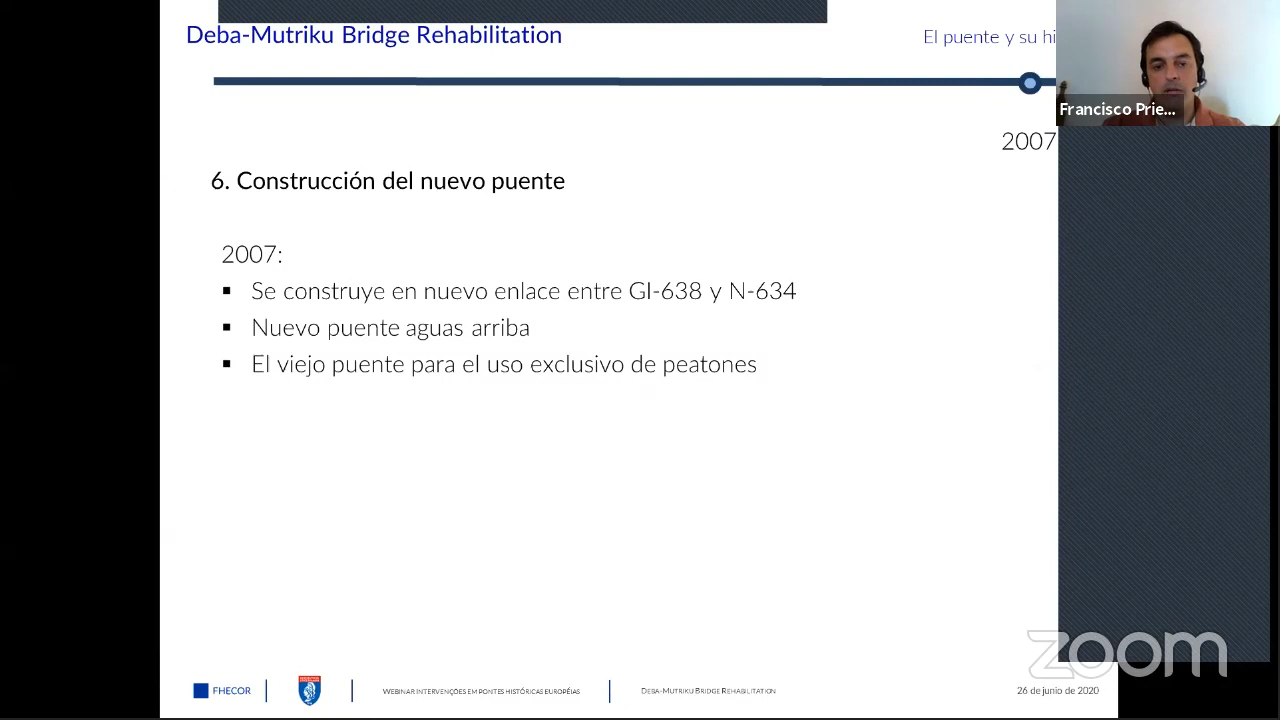 Deba-Mutriku Bridge Rehabilitation
El puente y su hi
Francisco Prie...
2007
6. Construcción del nuevo puente
2007:
▪ Se construye en nuevo enlace entre GI-638 y N-634
▪ Nuevo puente aguas arriba
▪ El viejo puente para el uso exclusivo de peatones
zoom
FHECOR
WEBINAR INTERVENÇÕES EM PONTES HISTÓRICAS EUROPÉIAS
DEBA-MUTRIKU BRIDGE REHABILITATION
26 de junio de 2020